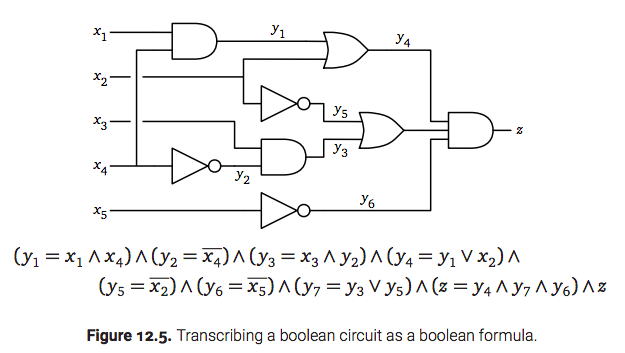 x₁
y₁
y₄
x₂
y₅
x₃
z
y₃
x₄
y₂
y₆
x₅
(y₁ = x₁ ∧ x₄) ∧ (y₂ = x̅₄) ∧ (y₃ = x₃ ∧ y₂) ∧ (y₄ = y₁ ∨ x₂) ∧
(y₅ = x̅₂) ∧ (y₆ = x̅₅) ∧ (y₇ = y₃ ∨ y₅) ∧ (z = y₄ ∧ y₇ ∧ y₆) ∧ z
Figure 12.5. Transcribing a boolean circuit as a boolean formula.